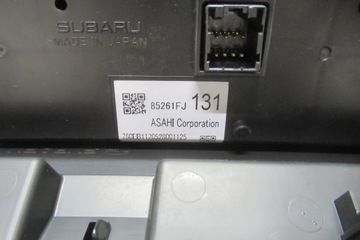 SUBARU
MADE IN JAPAN
85261FJ 131
ASAHI Corporation